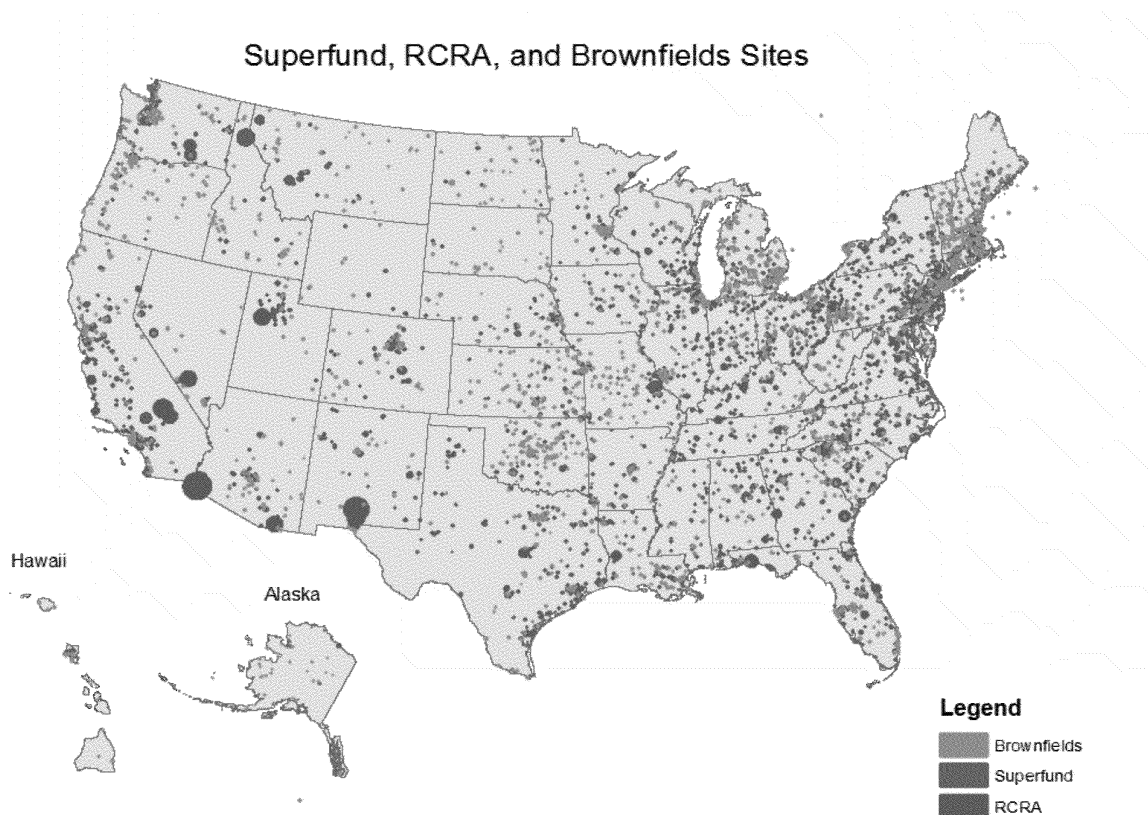 Superfund, RCRA, and Brownfields Sites
Hawaii
Alaska
Legend
Brownfields
Superfund
RCRA